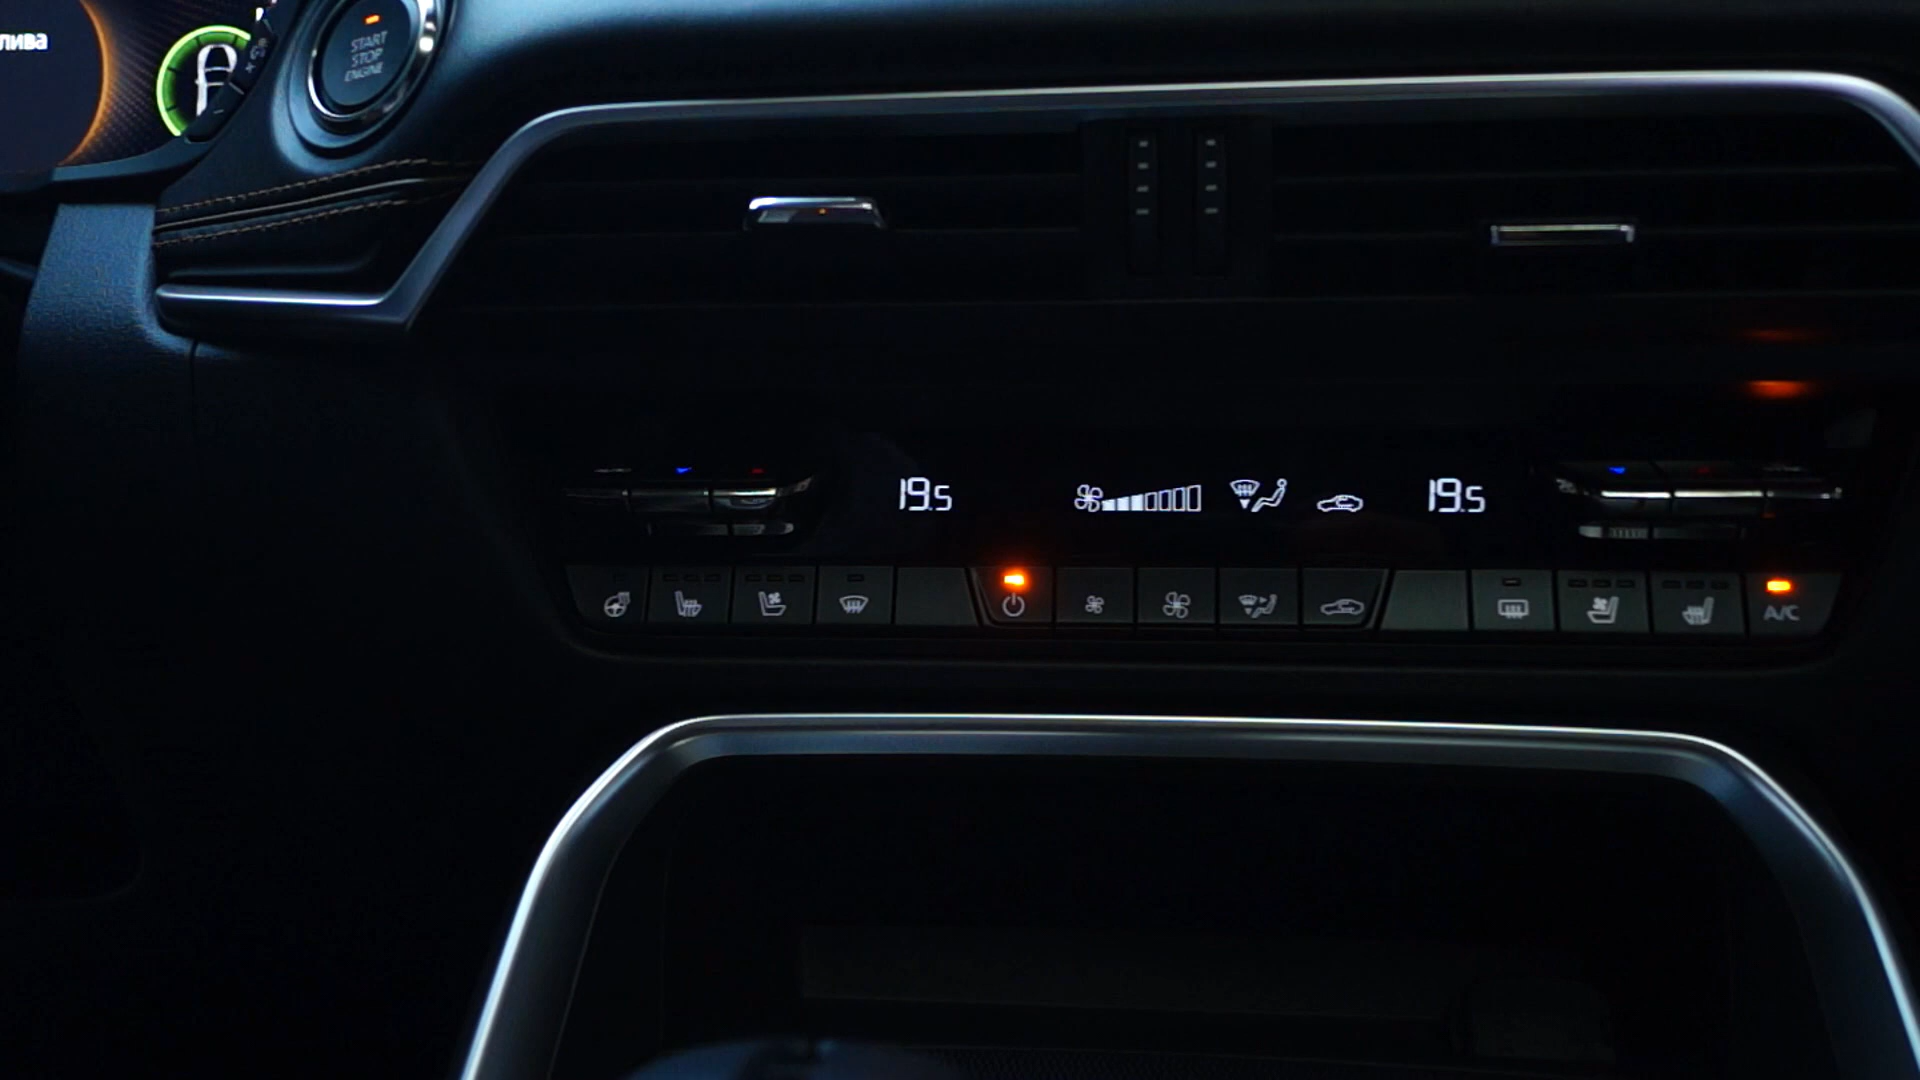 лива
START
STOP
ENGINE
19.5
19.5
A/C